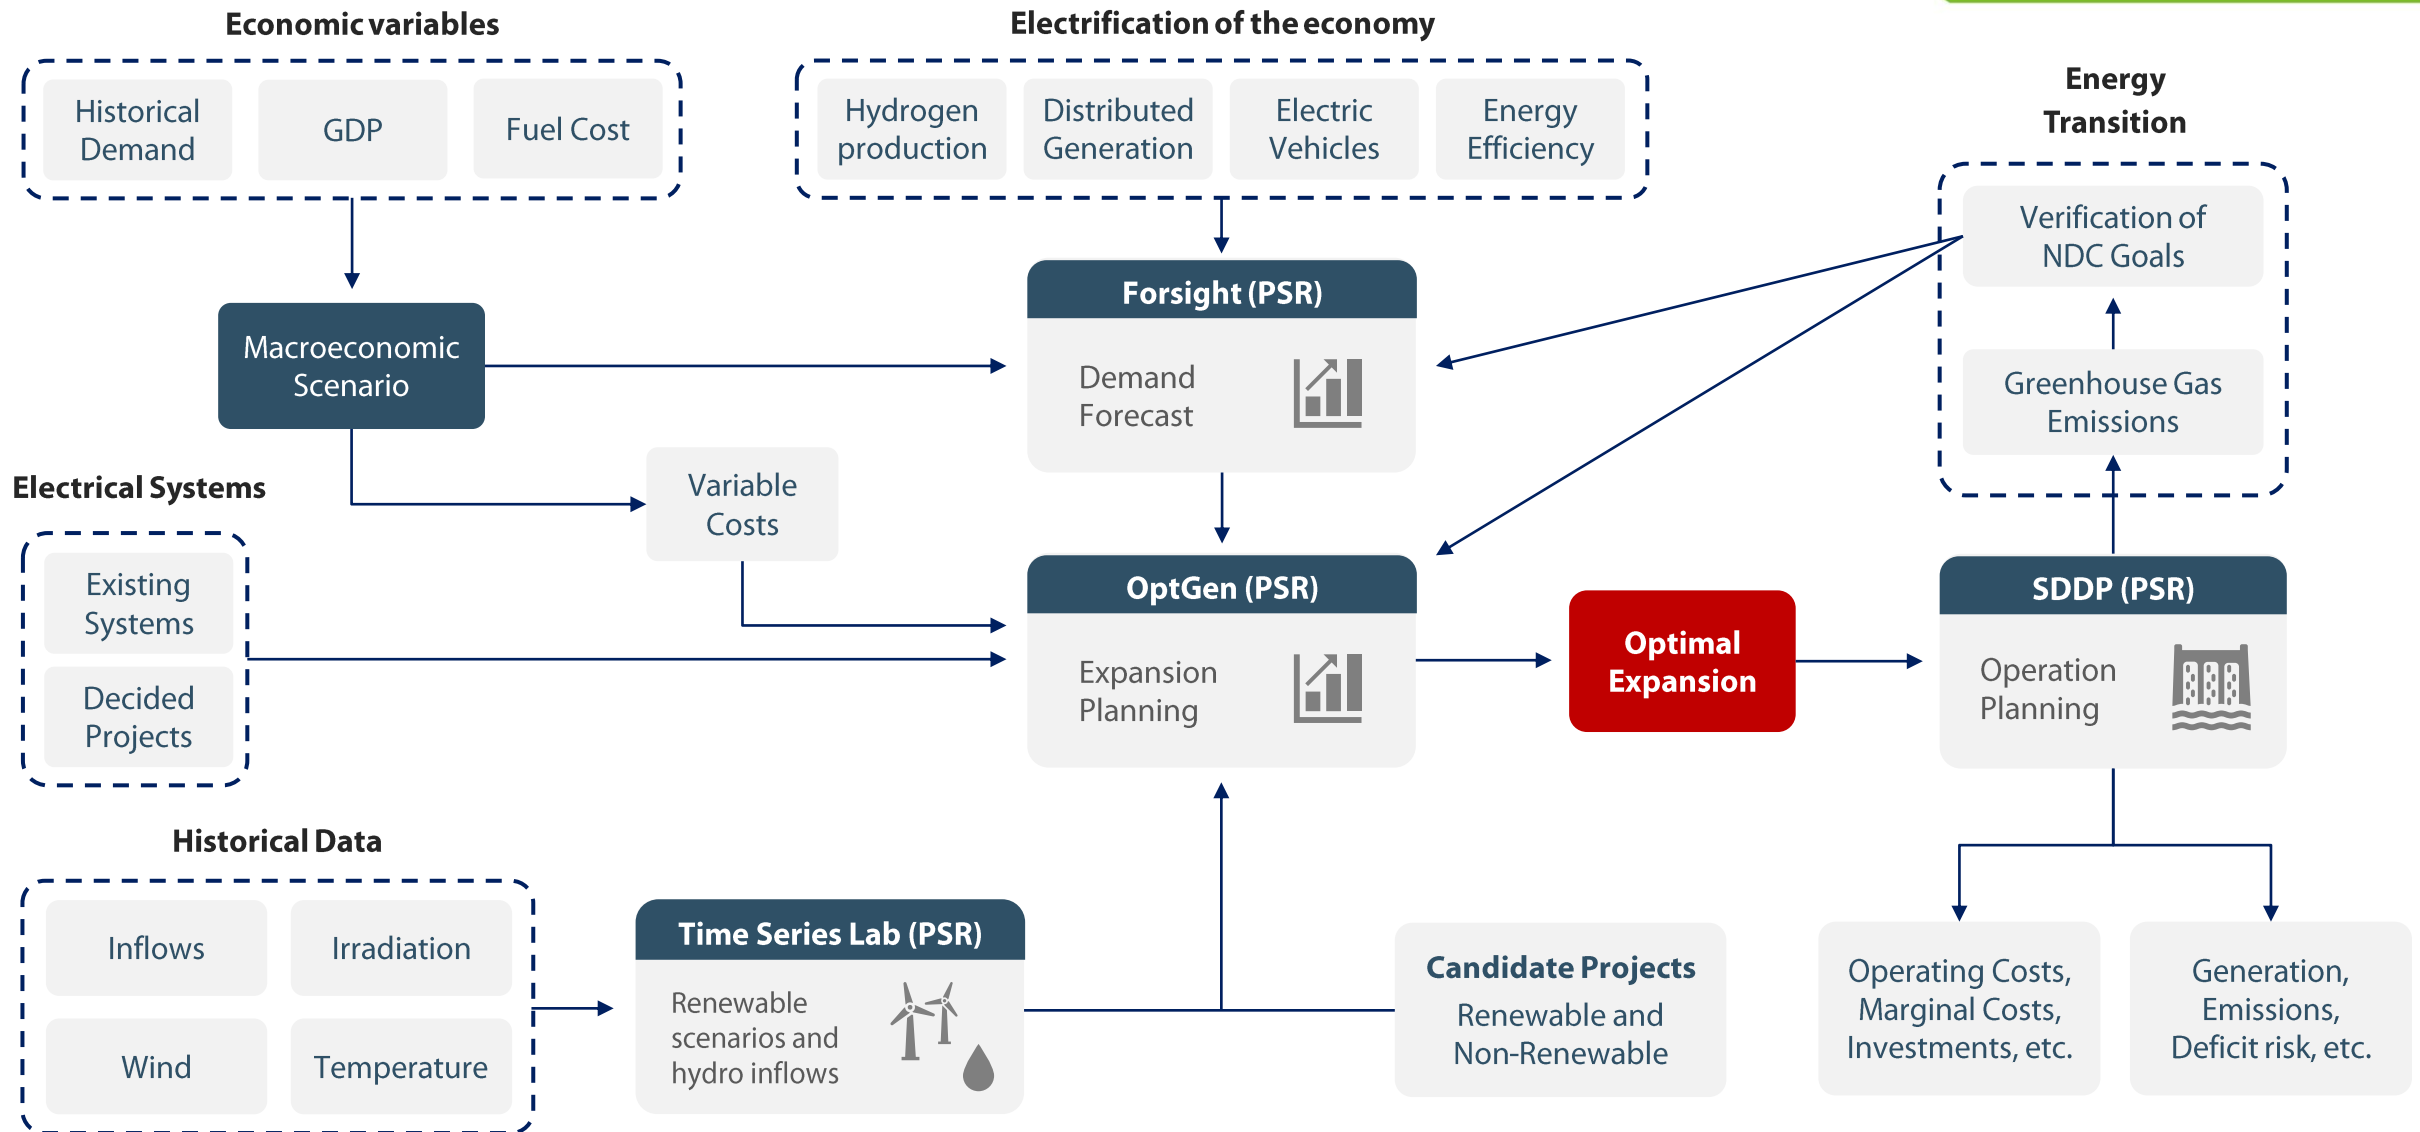 Economic variables
Historical
Demand
GDP
Fuel Cost
Electrification of the economy
Hydrogen
production
Distributed
Generation
Electric
Vehicles
Energy
Efficiency
Energy
Transition
Verification of
NDC Goals
Greenhouse Gas
Emissions
Macroeconomic
Scenario
Forsight (PSR)
Demand
Forecast
Variable
Costs
Electrical Systems
Existing
Systems
Decided
Projects
OptGen (PSR)
Expansion
Planning
Optimal
Expansion
SDDP (PSR)
Operation
Planning
Historical Data
Inflows
Irradiation
Wind
Temperature
Time Series Lab (PSR)
Renewable
scenarios and
hydro inflows
Candidate Projects
Renewable and
Non-Renewable
Operating Costs,
Marginal Costs,
Investments, etc.
Generation,
Emissions,
Deficit risk, etc.